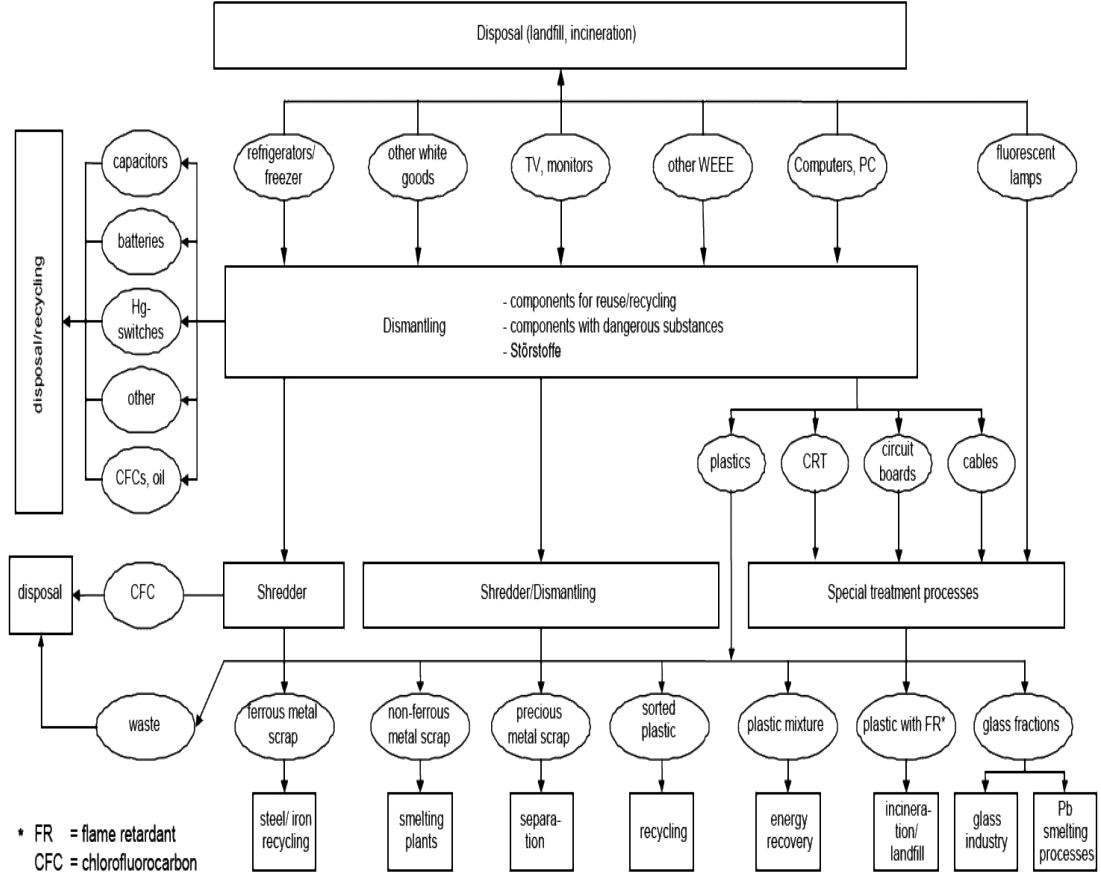 Disposal (landfill, incineration)
disposal/recycling
capacitors
batteries
Hg-
switches
other
CFCs, oil
refrigerators/
freezer
other white
goods
TV, monitors
other WEEE
Computers, PC
fluorescent
lamps
Dismantling
- components for reuse/recycling
- components with dangerous substances
- Störstoffe
plastics
CRT
circuit
boards
cables
disposal
CFC
Shredder
Shredder/Dismantling
Special treatment processes
waste
ferrous metal
scrap
non-ferrous
metal scrap
precious
metal scrap
sorted
plastic
plastic mixture
plastic with FR*
glass fractions
steel/ iron
recycling
smelting
plants
separa-
tion
recycling
energy
recovery
incinera-
tion/
landfill
glass
industry
Pb
smelting
processes
* FR = flame retardant
CFC = chlorofluorocarbon